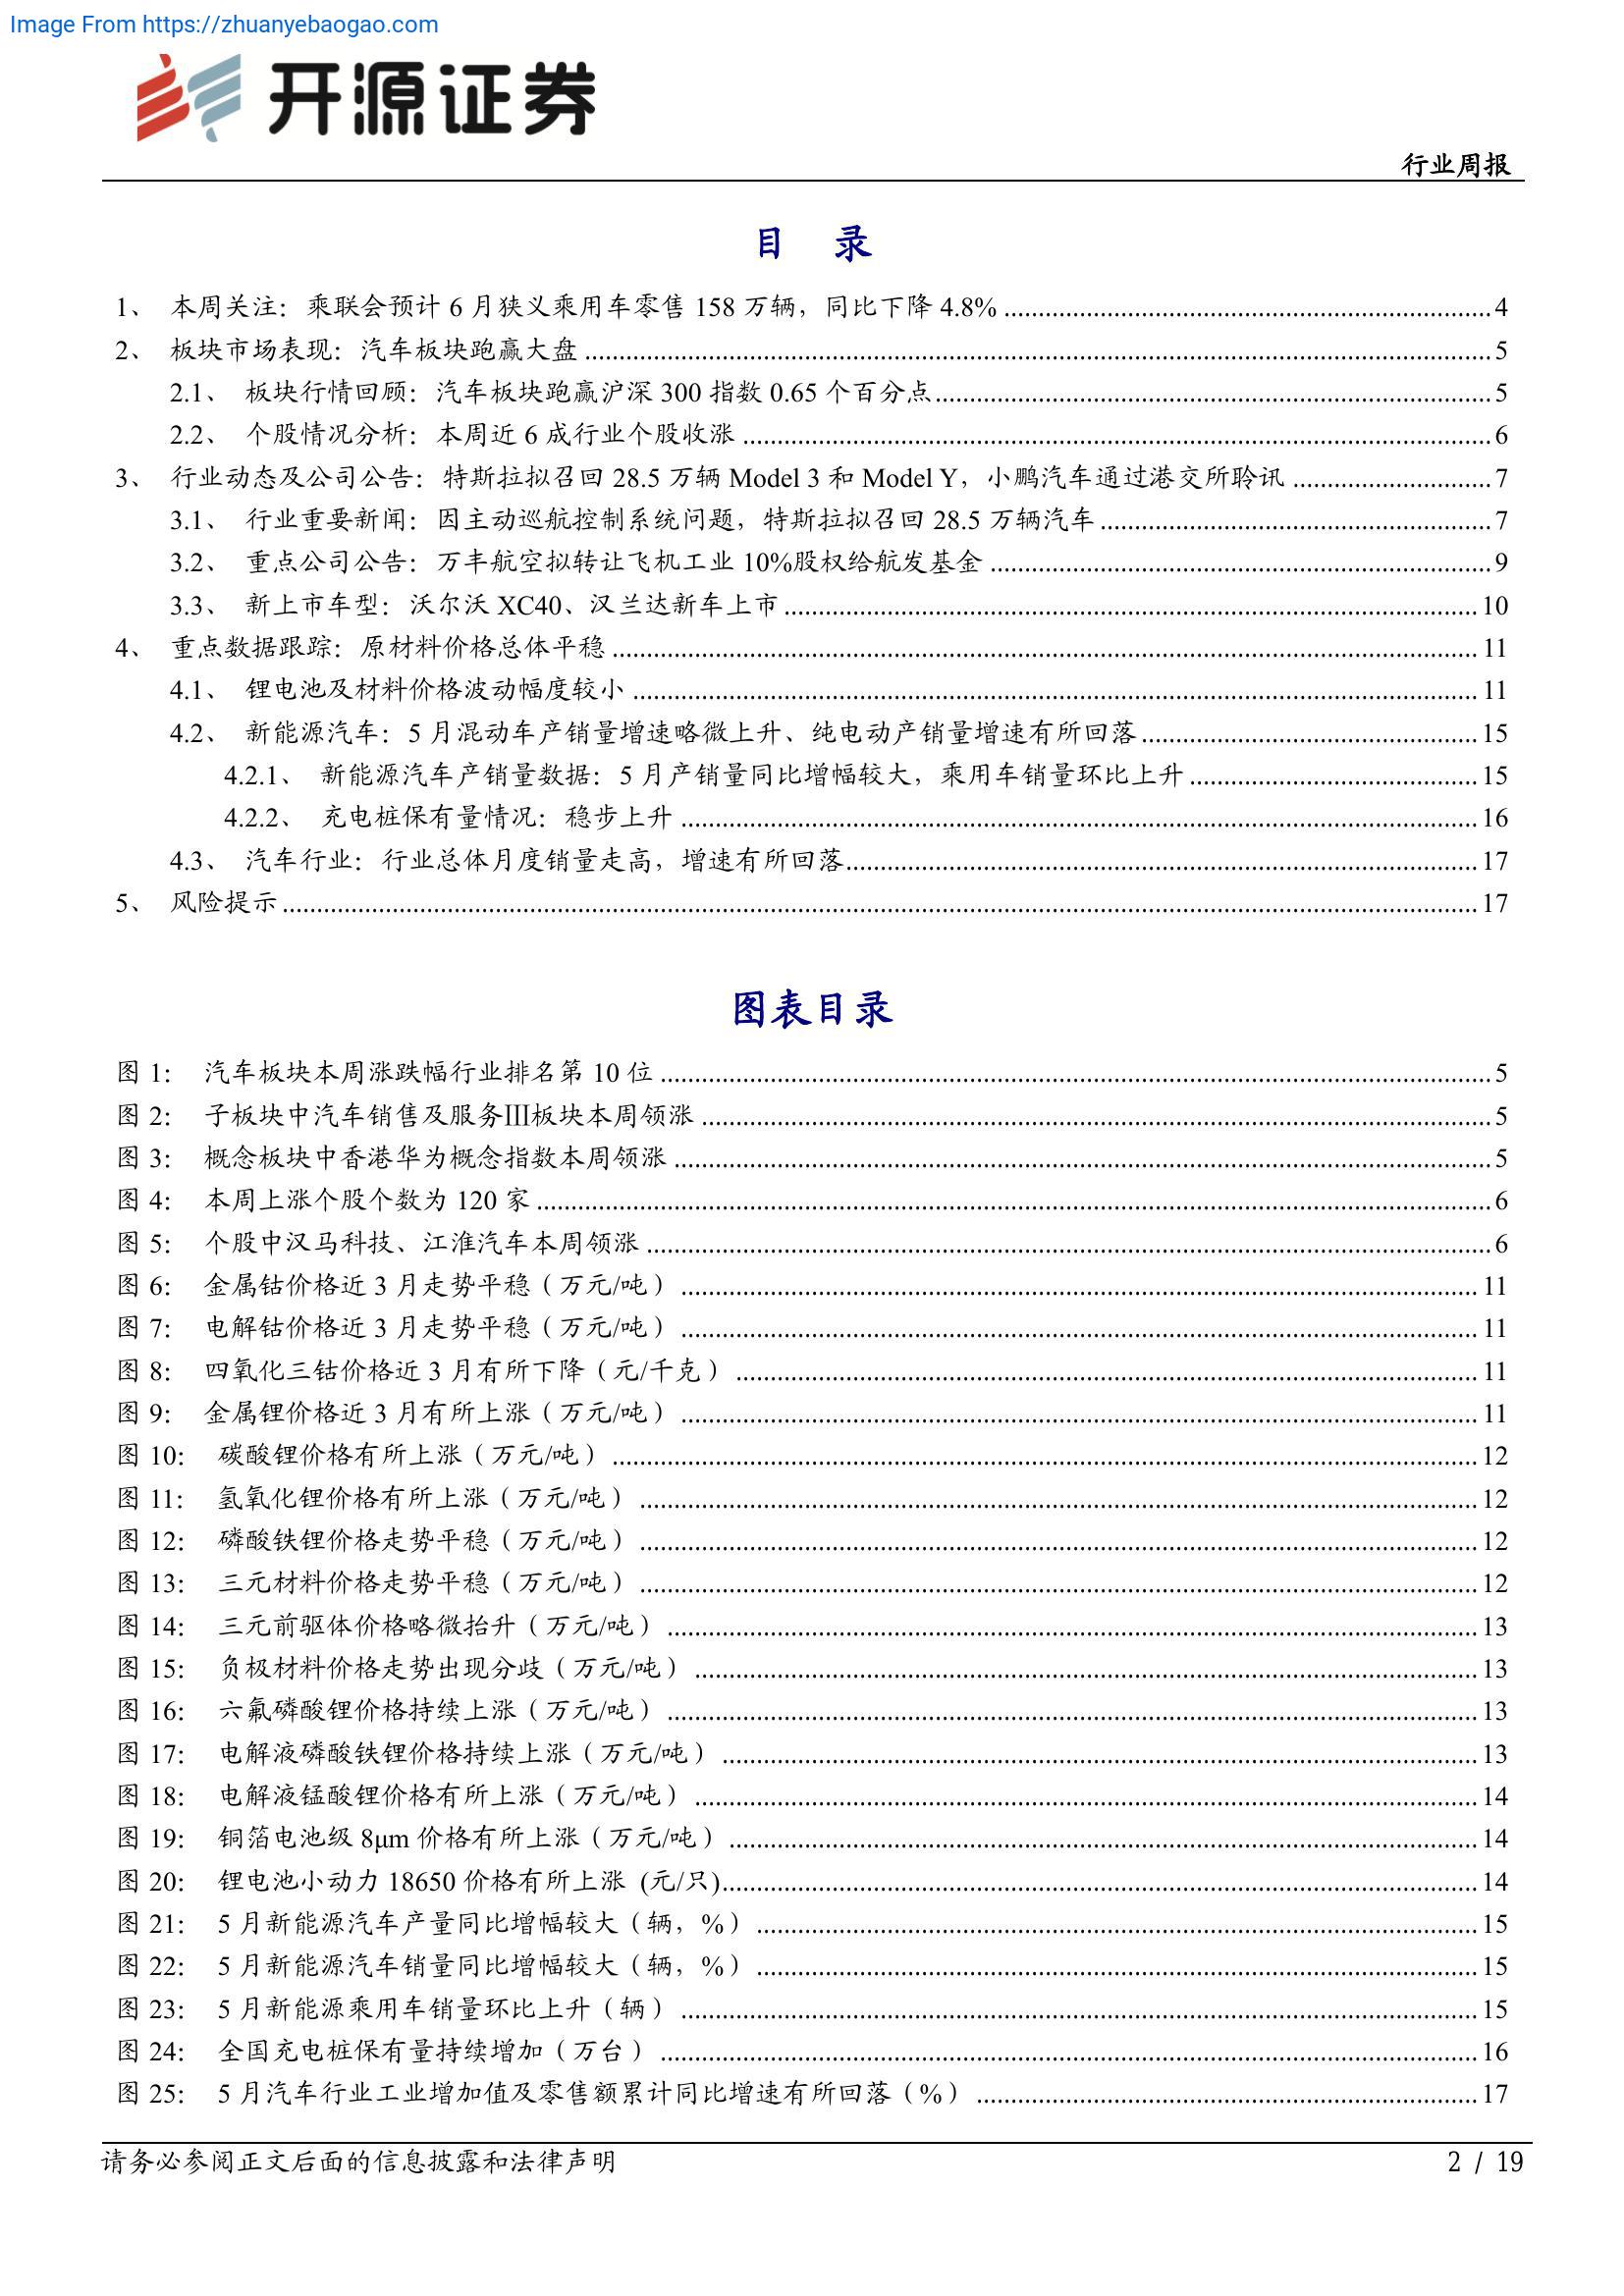 Image From https://zhuanyebaogao.com
开源证券
行业周报
目 录
1、 本周关注：乘联会预计 6 月狭义乘用车零售 158 万辆，同比下降 4.8% ........ 4
2、 板块市场表现：汽车板块跑赢大盘 ........ 5
2.1、 板块行情回顾：汽车板块跑赢沪深 300 指数 0.65 个百分点 ........ 5
2.2、 个股情况分析：本周近 6 成行业个股收涨 ........ 6
3、 行业动态及公司公告：特斯拉拟召回 28.5 万辆 Model 3 和 Model Y，小鹏汽车通过港交所聆讯 ........ 7
3.1、 行业重要新闻：因主动巡航控制系统问题，特斯拉拟召回 28.5 万辆汽车 ........ 7
3.2、 重点公司公告：万丰航空拟转让飞机工业 10%股权给航发基金 ........ 9
3.3、 新上市车型：沃尔沃 XC40、汉兰达新车上市 ........ 10
4、 重点数据跟踪：原材料价格总体平稳 ........ 11
4.1、 锂电池及材料价格波动幅度较小 ........ 11
4.2、 新能源汽车：5 月混动车产销量增速略微上升、纯电动产销量增速有所回落 ........ 15
4.2.1、 新能源汽车产销量数据：5 月产销量同比增幅较大，乘用车销量环比上升 ........ 15
4.2.2、 充电桩保有量情况：稳步上升 ........ 16
4.3、 汽车行业：行业总体月度销量走高，增速有所回落 ........ 17
5、 风险提示 ........ 17
图表目录
图 1： 汽车板块本周涨跌幅行业排名第 10 位 ........ 5
图 2： 子板块中汽车销售及服务Ⅲ板块本周领涨 ........ 5
图 3： 概念板块中香港华为概念指数本周领涨 ........ 5
图 4： 本周上涨个股个数为 120 家 ........ 6
图 5： 个股中汉马科技、江淮汽车本周领涨 ........ 6
图 6： 金属钴价格近 3 月走势平稳（万元/吨） ........ 11
图 7： 电解钴价格近 3 月走势平稳（万元/吨） ........ 11
图 8： 四氧化三钴价格近 3 月有所下降（元/千克） ........ 11
图 9： 金属锂价格近 3 月有所上涨（万元/吨） ........ 11
图 10： 碳酸锂价格有所上涨（万元/吨） ........ 12
图 11： 氢氧化锂价格有所上涨（万元/吨） ........ 12
图 12： 磷酸铁锂价格走势平稳（万元/吨） ........ 12
图 13： 三元材料价格走势平稳（万元/吨） ........ 12
图 14： 三元前驱体价格略微抬升（万元/吨） ........ 13
图 15： 负极材料价格走势出现分歧（万元/吨） ........ 13
图 16： 六氟磷酸锂价格持续上涨（万元/吨） ........ 13
图 17： 电解液磷酸铁锂价格持续上涨（万元/吨） ........ 13
图 18： 电解液锰酸锂价格有所上涨（万元/吨） ........ 14
图 19： 铜箔电池级 8μm 价格有所上涨（万元/吨） ........ 14
图 20： 锂电池小动力 18650 价格有所上涨 (元/只) ........ 14
图 21： 5 月新能源汽车产量同比增幅较大（辆，%） ........ 15
图 22： 5 月新能源汽车销量同比增幅较大（辆，%） ........ 15
图 23： 5 月新能源乘用车销量环比上升（辆） ........ 15
图 24： 全国充电桩保有量持续增加（万台） ........ 16
图 25： 5 月汽车行业工业增加值及零售额累计同比增速有所回落（%） ........ 17
请务必参阅正文后面的信息披露和法律声明
2 / 19